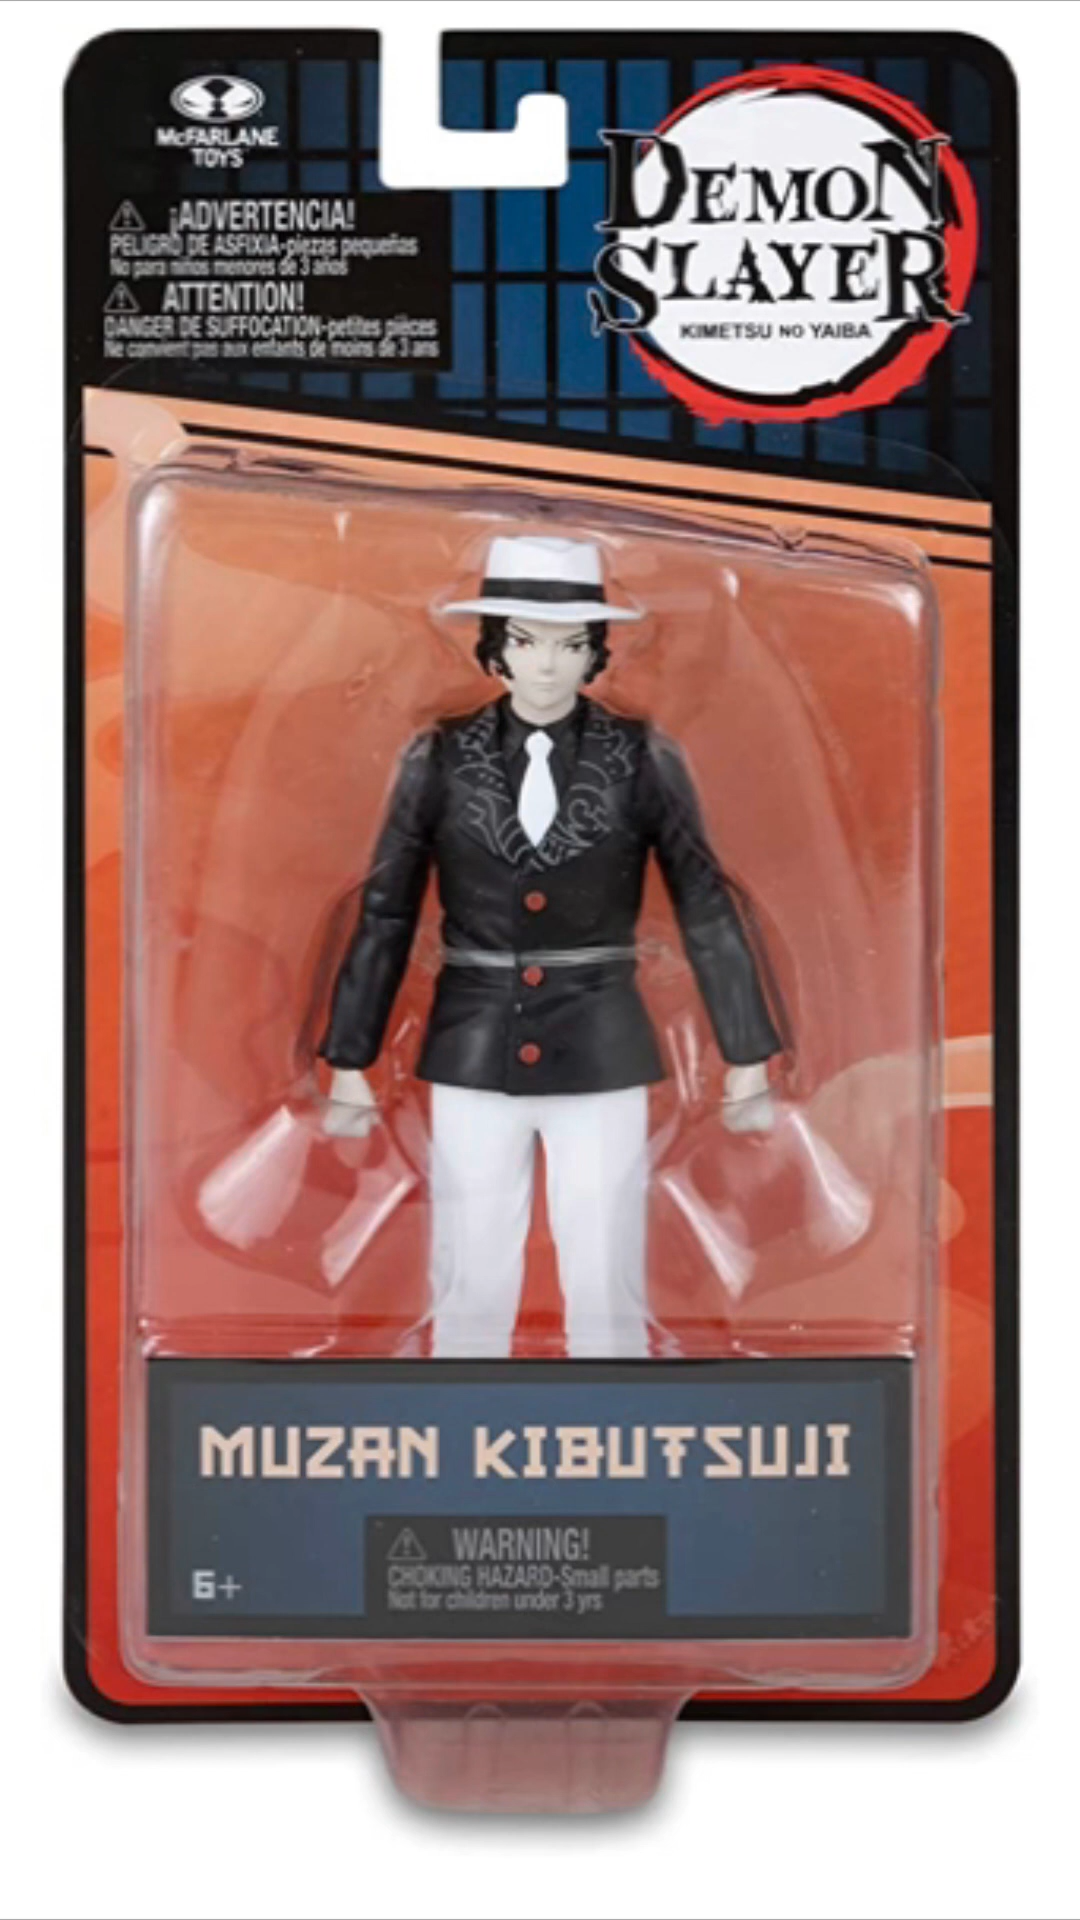 McFARLANE
TOYS
¡ADVERTENCIA!
PELIGRO DE ASFIXIA-piezas pequeñas
No para niños menores de 3 años
ATTENTION!
DANGER DE SUFFOCATION-petites pièces
Ne convient pas aux enfants de moins de 3 ans
DEMON
SLAYER
KIMETSU NO YAIBA
MUZAN KIBUTSUJI
6+
WARNING!
CHOKING HAZARD-Small parts
Not for children under 3 yrs